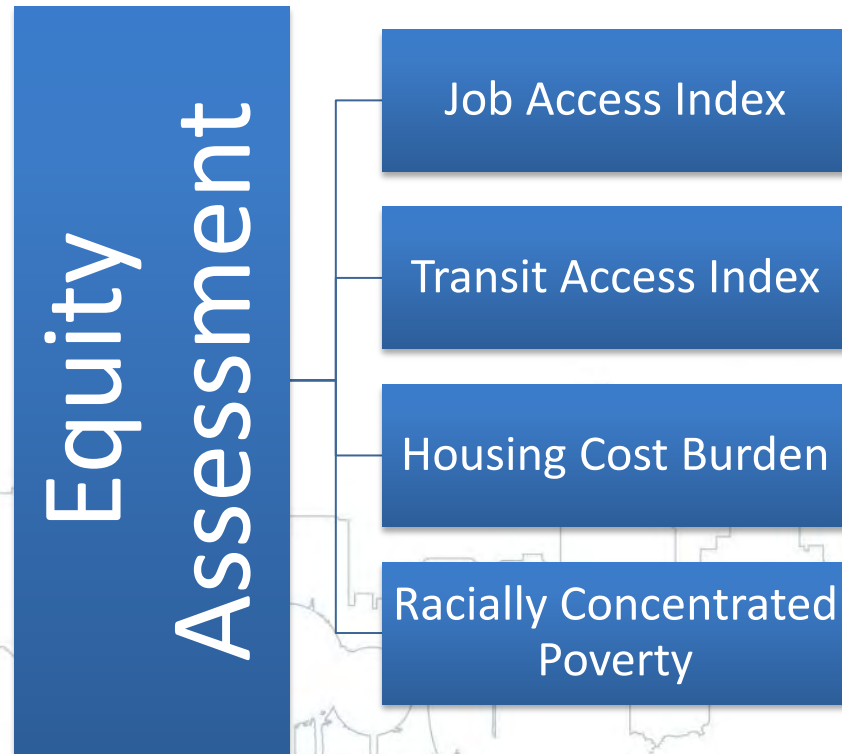 Equity
Assessment
Job Access Index
Transit Access Index
Housing Cost Burden
Racially Concentrated
Poverty